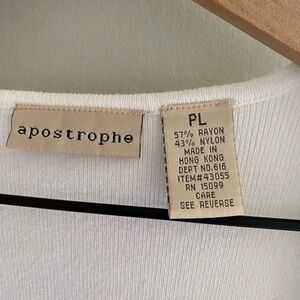 apostrophe
PL
57% RAYON
43% NYLON
MADE IN
HONG KONG
DEPT NO.616
ITEM#43055
RN 15099
CARE
SEE REVERSE